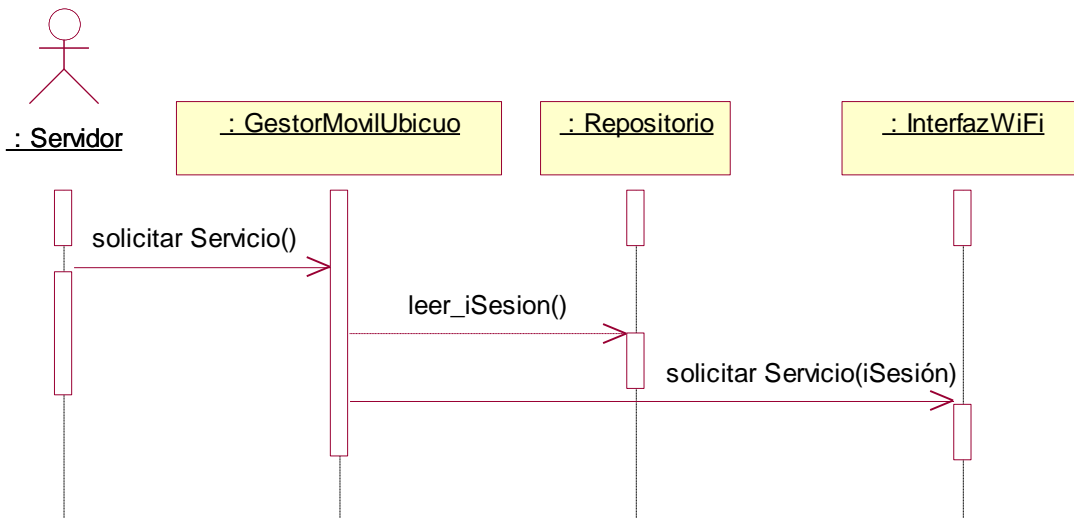 : Servidor
: GestorMovilUbicuo
: Repositorio
: InterfazWiFi
solicitar Servicio()
leer_iSesion()
solicitar Servicio(iSesión)